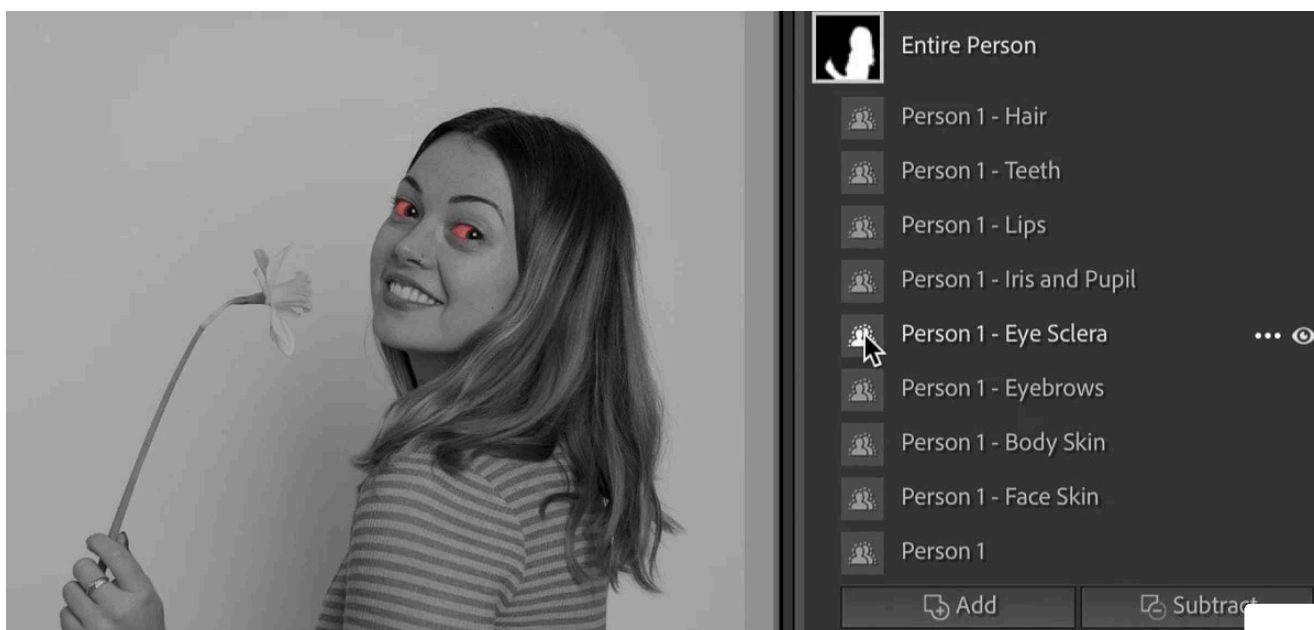 Entire Person
Person 1 - Hair
Person 1 - Teeth
Person 1 - Lips
Person 1 - Iris and Pupil
Person 1 - Eye Sclera
Person 1 - Eyebrows
Person 1 - Body Skin
Person 1 - Face Skin
Person 1
Add
Subtract